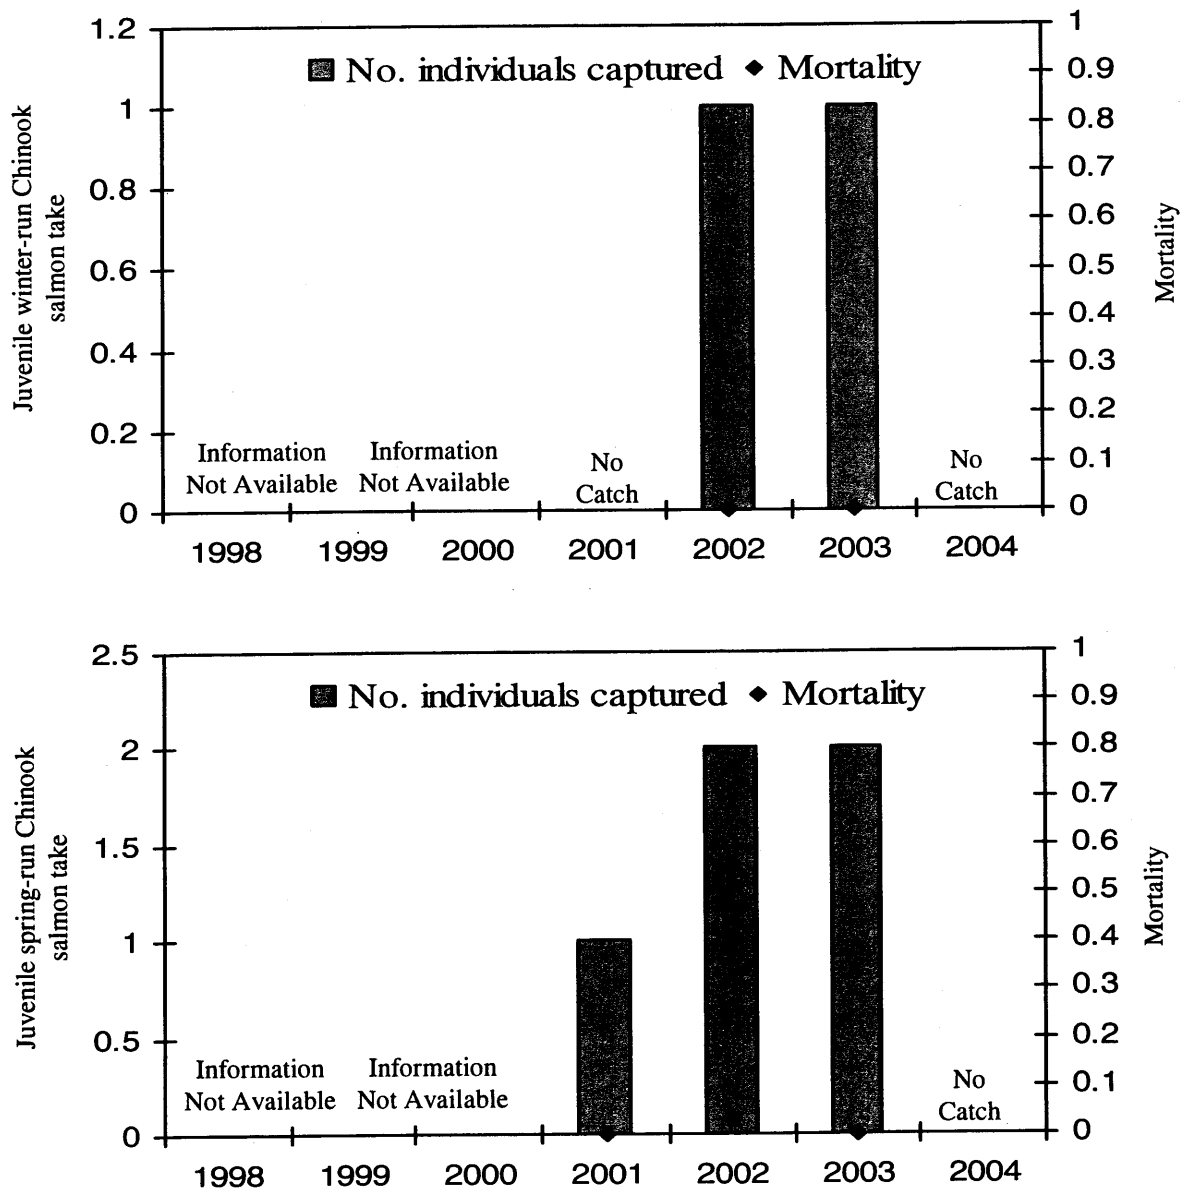 No. individuals captured Mortality
Juvenile winter-run Chinook
salmon take
1.2
1
0.8
0.6
0.4
0.2
0
Information
Not Available
Information
Not Available
No
Catch
No
Catch
1
0.9
0.8
0.7
0.6
0.5
0.4
0.3
0.2
0.1
0
Mortality
1998 1999 2000 2001 2002 2003 2004
No. individuals captured Mortality
Juvenile spring-run Chinook
salmon take
2.5
2
1.5
1
0.5
0
Information
Not Available
Information
Not Available
No
Catch
1
0.9
0.8
0.7
0.6
0.5
0.4
0.3
0.2
0.1
0
Mortality
1998 1999 2000 2001 2002 2003 2004